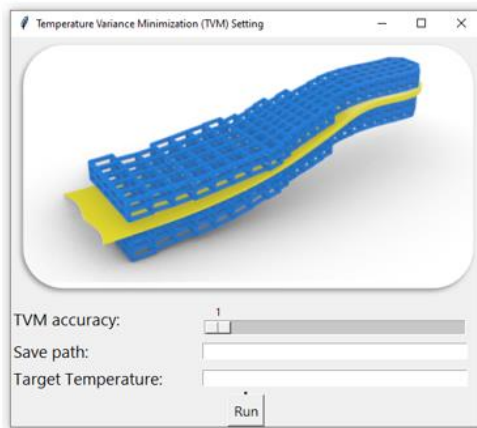 Temperature Variance Minimization (TVM) Setting
1
TVM accuracy:
Save path:
Target Temperature:
Run